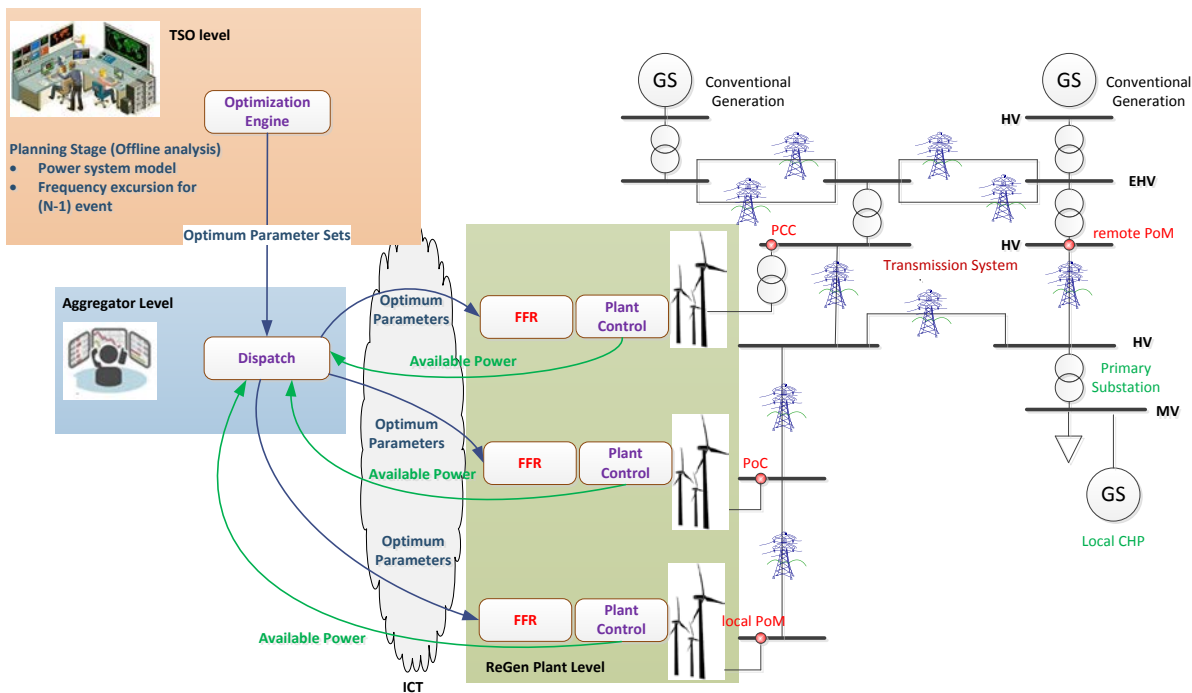 TSO level
Optimization
Engine
Planning Stage (Offline analysis)
• Power system model
• Frequency excursion for
(N-1) event
Optimum Parameter Sets
Aggregator Level
Dispatch
Optimum
Parameters
Available Power
Optimum
Parameters
Available Power
Optimum
Parameters
Available Power
ICT
FFR
Plant
Control
FFR
Plant
Control
FFR
Plant
Control
ReGen Plant Level
GS
Conventional
Generation
GS
Conventional
Generation
HV
EHV
PCC
HV
remote PoM
Transmission System
HV
Primary
Substation
MV
PoC
GS
Local CHP
local PoM